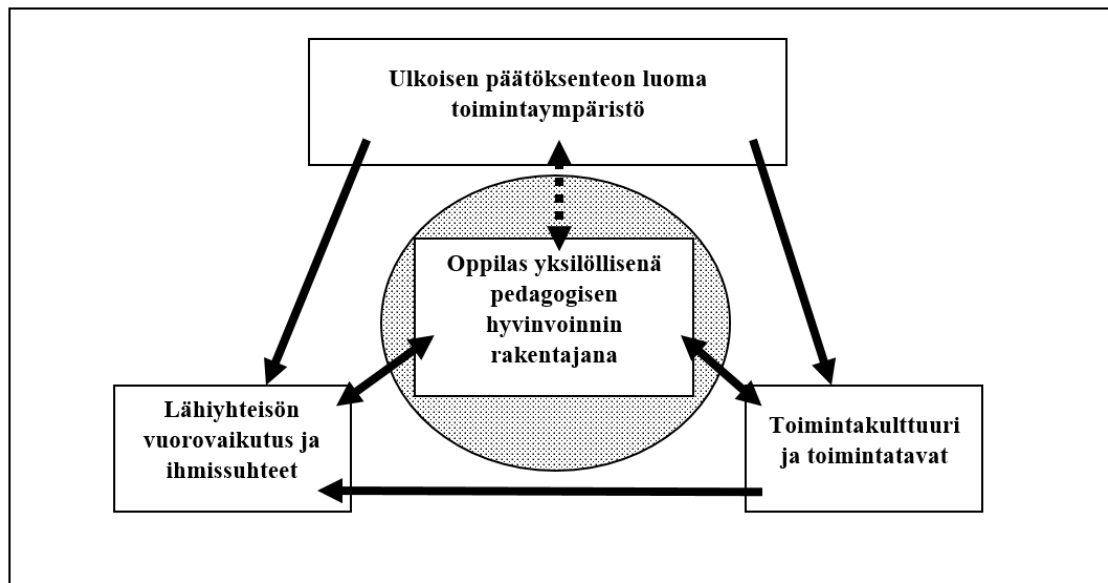 Ulkoisen päätöksenteon luoma
toimintaympäristö
Oppilas yksilöllisenä
pedagogisen
hyvinvoinnin
rakentajana
Lähiyhteisön
vuorovaikutus ja
ihmissuhteet
Toimintakulttuuri
ja toimintatavat